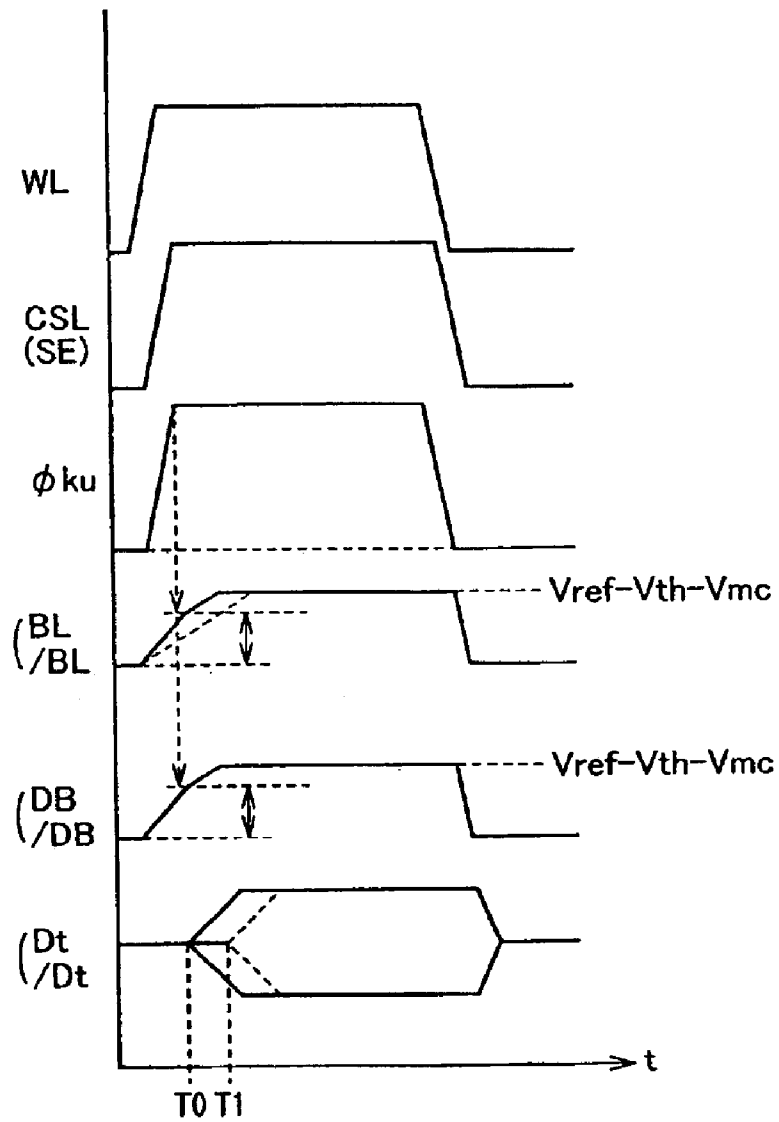 WL
CSL
(SE)
φku
Vref-Vth-Vmc
(BL
/BL
Vref-Vth-Vmc
(DB
/DB
(Dt
/Dt
t
T0 T1